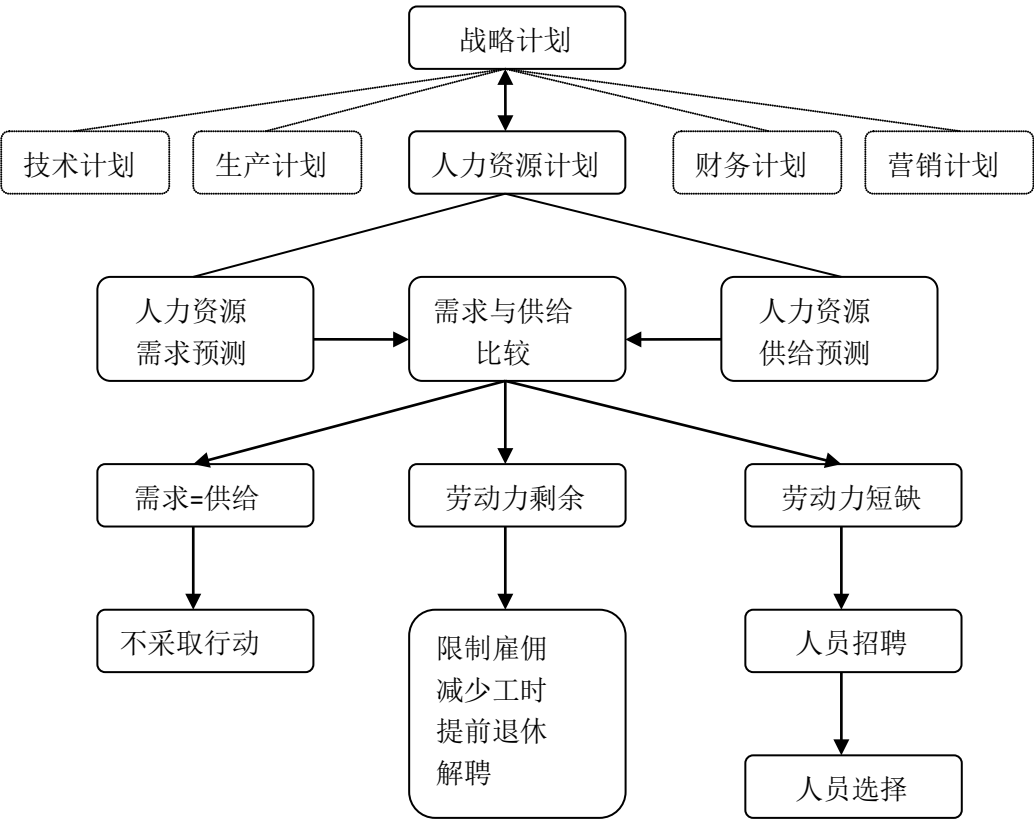 战略计划
技术计划
生产计划
人力资源计划
财务计划
营销计划
人力资源
需求预测
需求与供给
比较
人力资源
供给预测
需求=供给
劳动力剩余
劳动力短缺
不采取行动
限制雇佣
减少工时
提前退休
解聘
人员招聘
人员选择